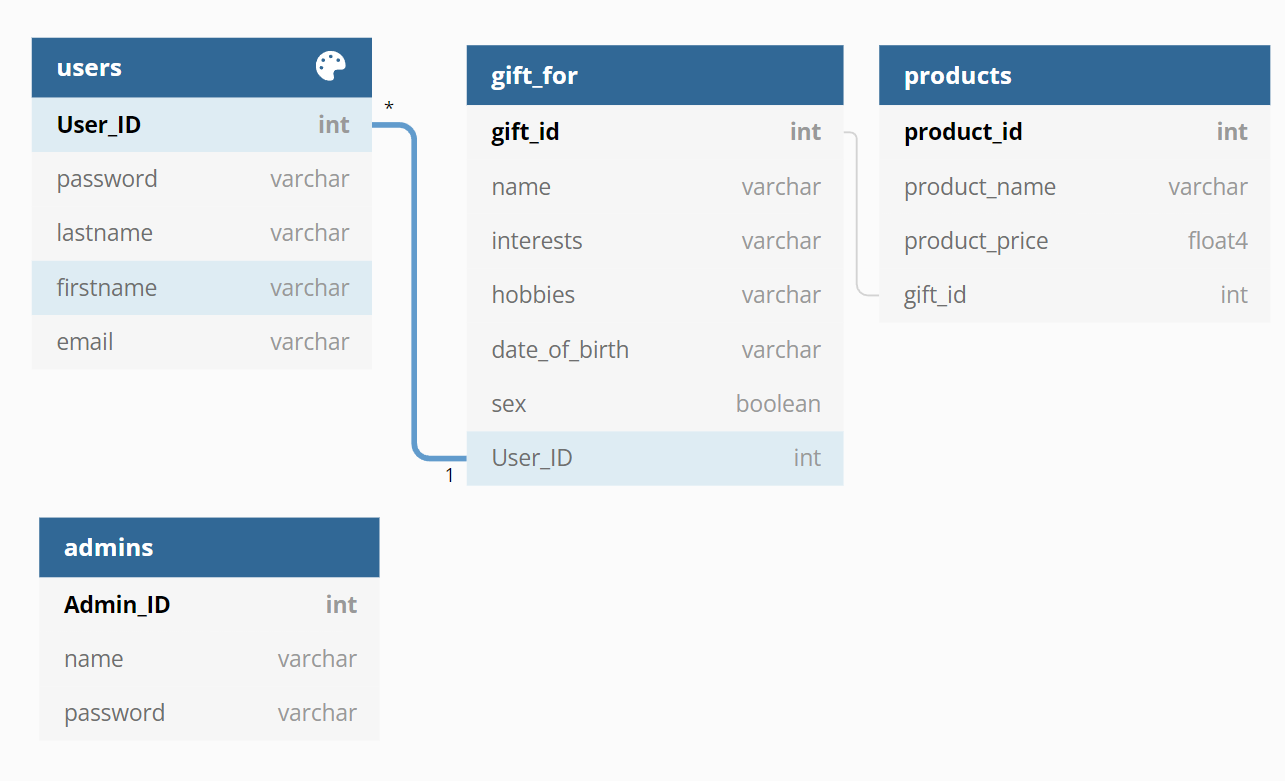 users
User_ID int
password varchar
lastname varchar
firstname varchar
email varchar
*
1
gift_for
gift_id int
name varchar
interests varchar
hobbies varchar
date_of_birth varchar
sex boolean
User_ID int
products
product_id int
product_name varchar
product_price float4
gift_id int
admins
Admin_ID int
name varchar
password varchar